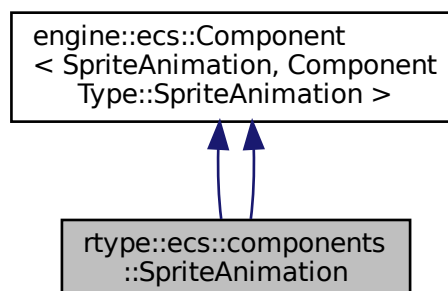 engine::ecs::Component
< SpriteAnimation, Component
Type::SpriteAnimation >
rtype::ecs::components
::SpriteAnimation